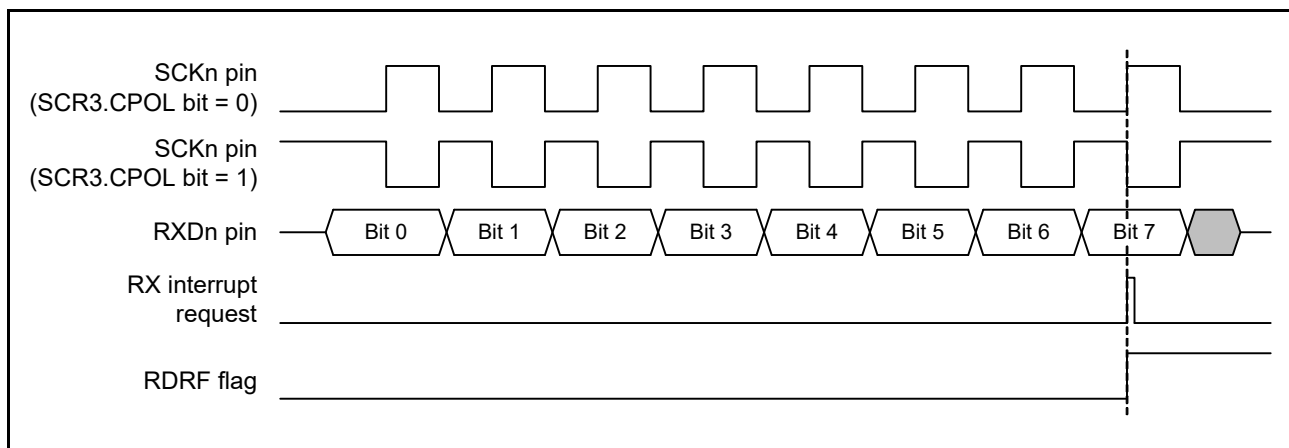 SCKn pin
(SCR3.CPOL bit = 0)
SCKn pin
(SCR3.CPOL bit = 1)
RXDn pin
Bit 0 Bit 1 Bit 2 Bit 3 Bit 4 Bit 5 Bit 6 Bit 7
RX interrupt
request
RDRF flag